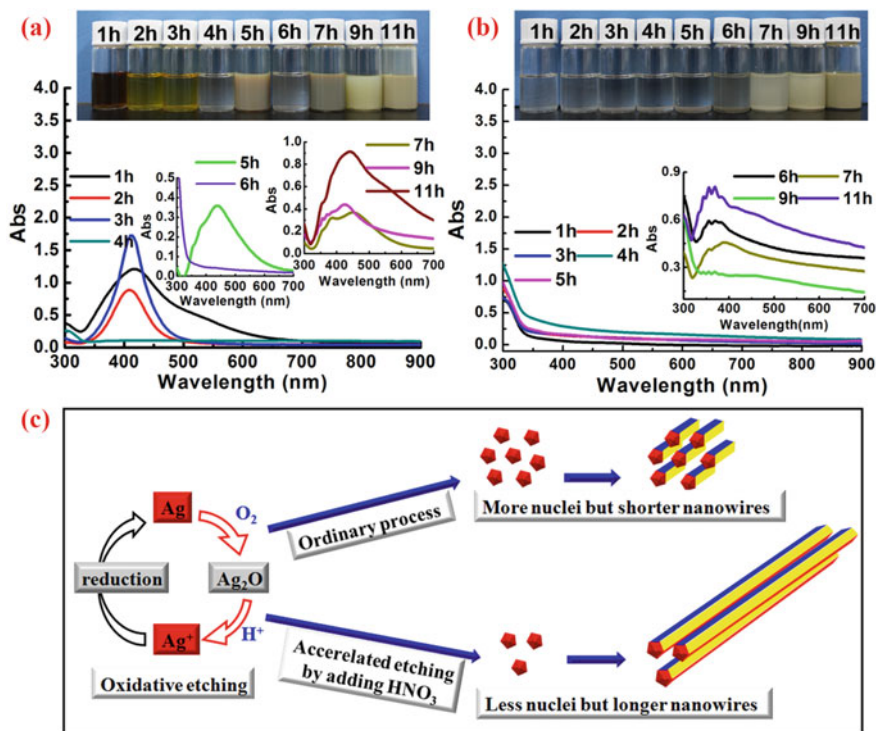 (a)
1h 2h 3h 4h 5h 6h 7h 9h 11h
4.0
3.5
3.0
2.5
2.0
1.5
1.0
0.5
0.0
Abs
1h
2h
3h
4h
0.5
0.4
0.3
0.2
0.1
0.0
Abs
5h
6h
300 400 500 600 700
Wavelength (nm)
1.0
0.8
0.6
0.4
0.2
0.0
Abs
7h
9h
11h
300 400 500 600 700
Wavelength (nm)
300 400 500 600 700 800 900
Wavelength (nm)
(b)
1h 2h 3h 4h 5h 6h 7h 9h 11h
4.0
3.5
3.0
2.5
2.0
1.5
1.0
0.5
0.0
Abs
1h 2h
3h 4h
5h
0.9
0.6
0.3
Abs
6h 7h
9h 11h
300 400 500 600 700
Wavelength(nm)
300 400 500 600 700 800 900
Wavelength (nm)
(c)
Ag
O2
reduction
Ag2O
Ag+
H+
Oxidative etching
Ordinary process
More nuclei but shorter nanowires
Accerelated etching
by adding HNO3
Less nuclei but longer nanowires